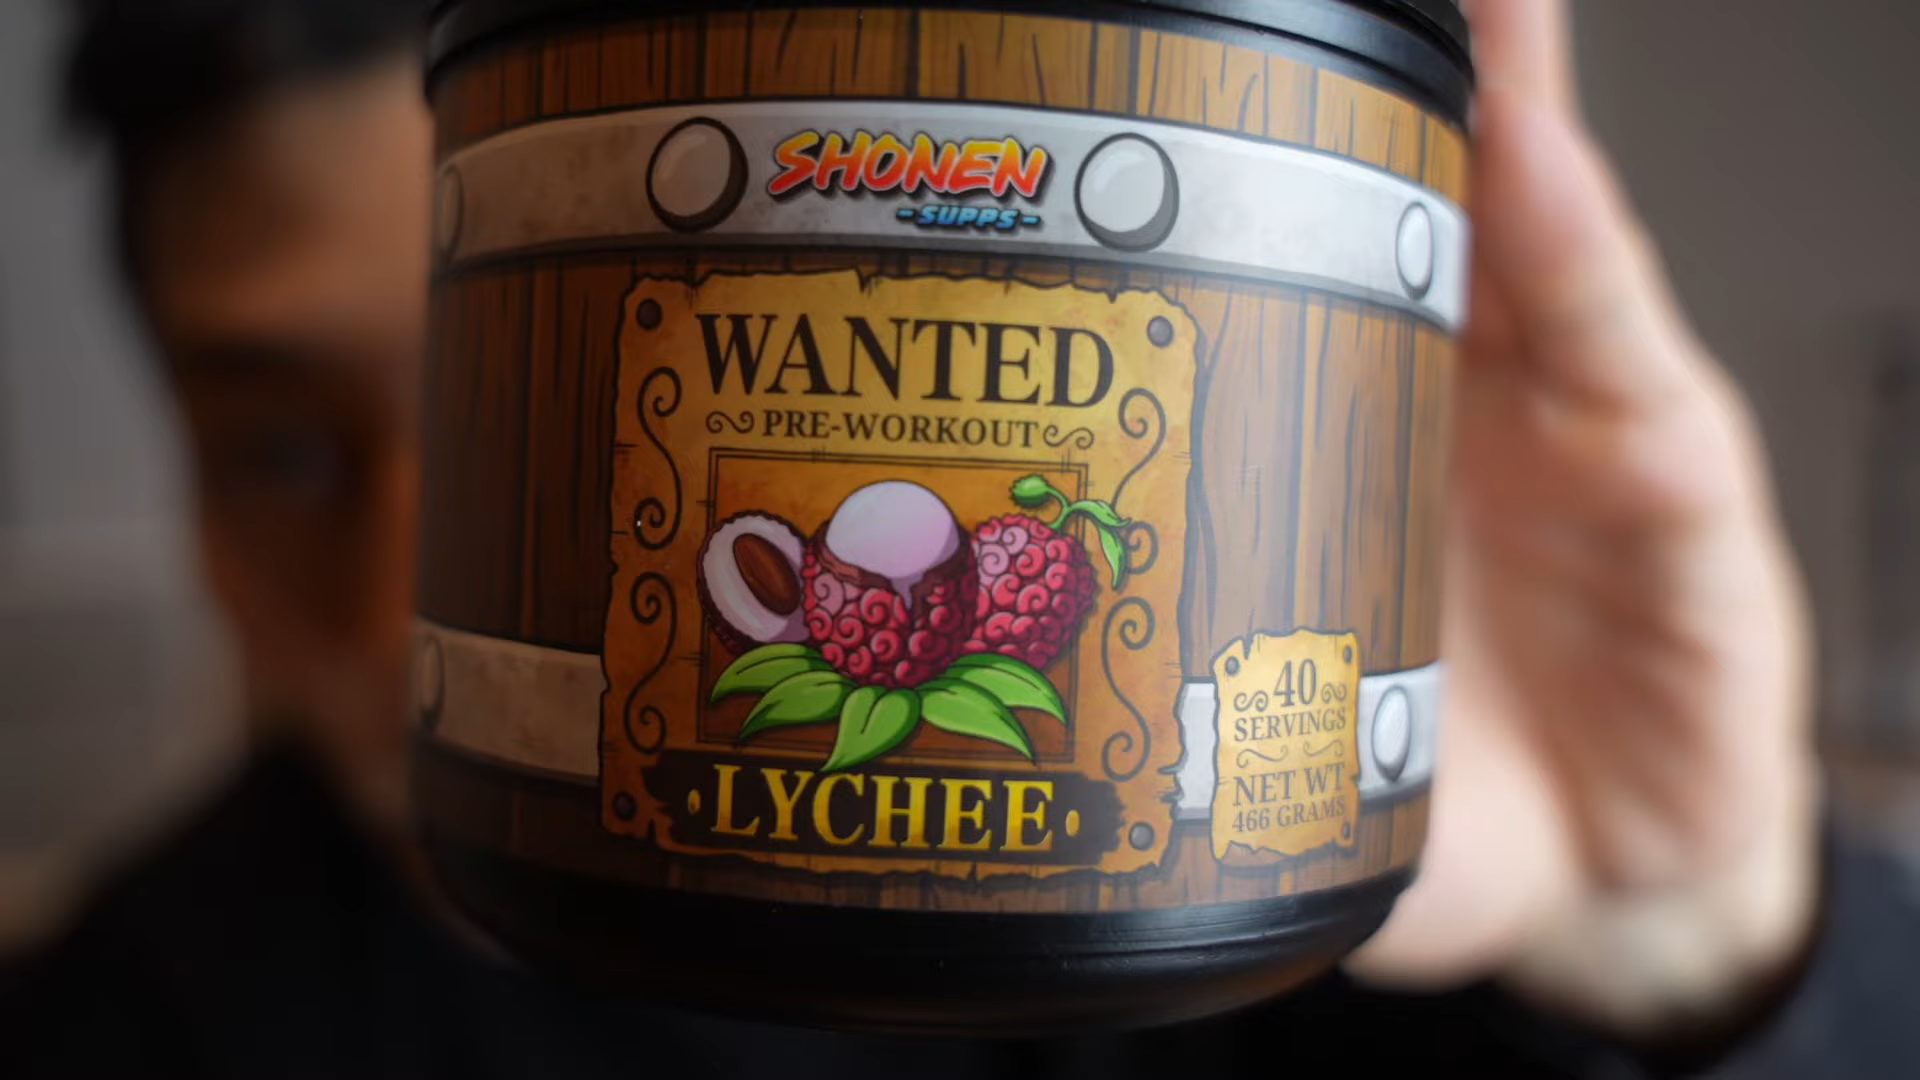 SHONEN
-SUPPS-
WANTED
PRE-WORKOUT
LYCHEE
40
SERVINGS
NET WT
466 GRAMS